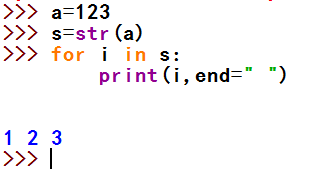 >>> a=123
>>> s=str(a)
>>> for i in s:
        print(i,end=" ")
1 2 3
>>>